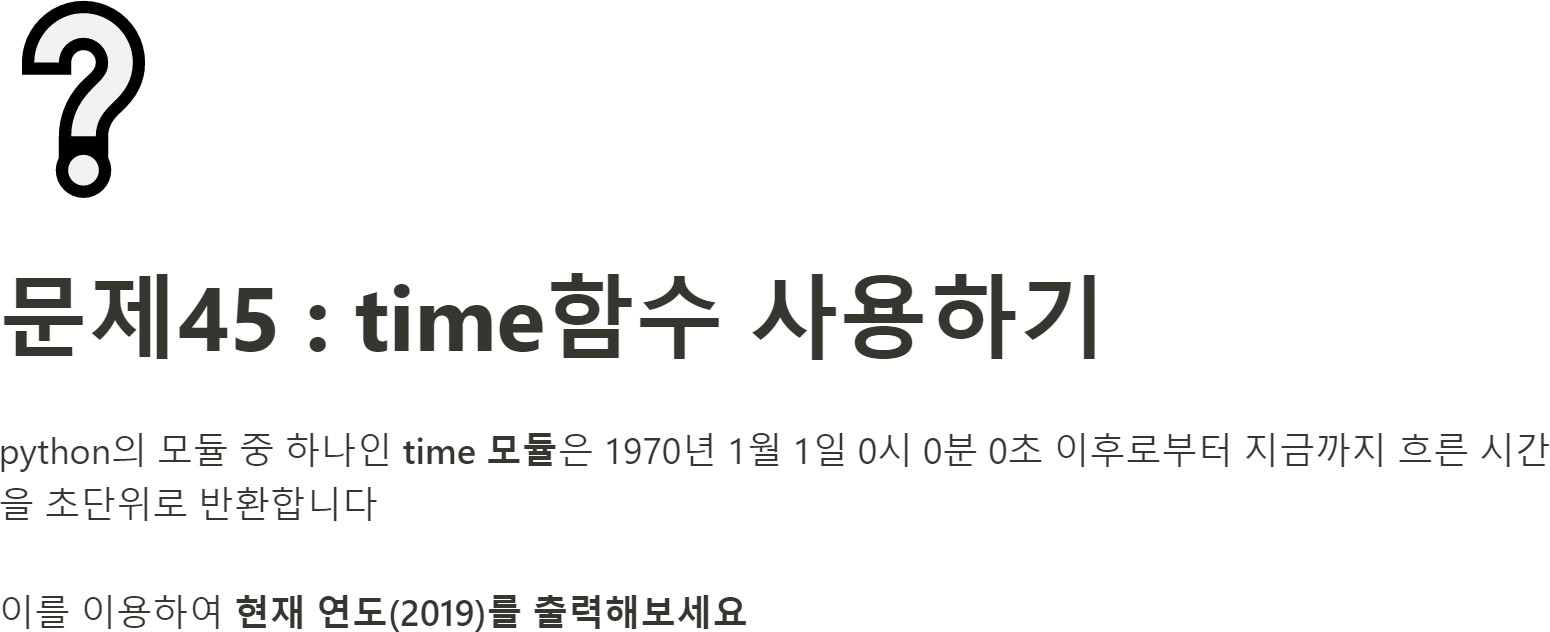 문제45 : time함수 사용하기
python의 모듈 중 하나인 time 모듈은 1970년 1월 1일 0시 0분 0초 이후로부터 지금까지 흐른 시간
을 초단위로 반환합니다
이를 이용하여 현재 연도(2019)를 출력해보세요